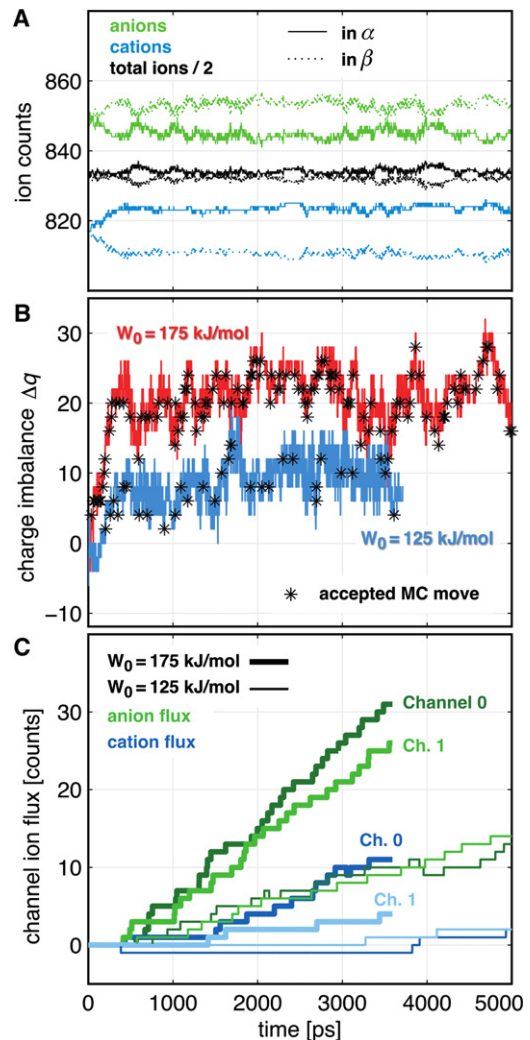 A
anions
cations
total ions / 2
in α
in β
860
840
820
ion counts
B
30
20
10
0
−10
charge imbalance Δq
W₀ = 175 kJ/mol
W₀ = 125 kJ/mol
accepted MC move
C
W₀ = 175 kJ/mol
W₀ = 125 kJ/mol
anion flux
cation flux
Channel 0
Ch. 1
Ch. 0
Ch. 1
30
20
10
0
channel ion flux [counts]
0 1000 2000 3000 4000 5000
time [ps]